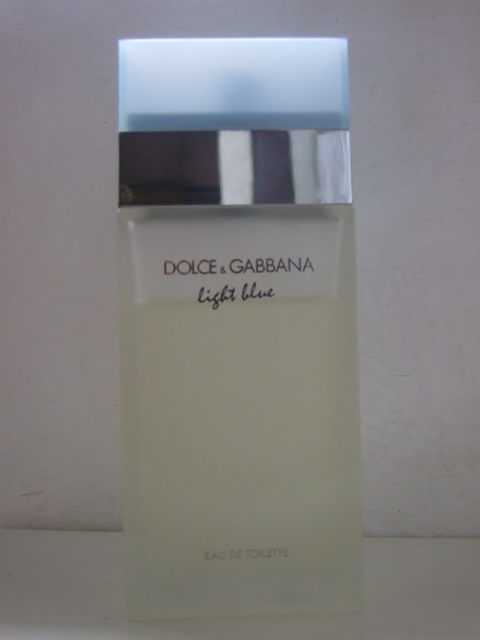 DOLCE & GABBANA
light blue
EAU DE TOILETTE